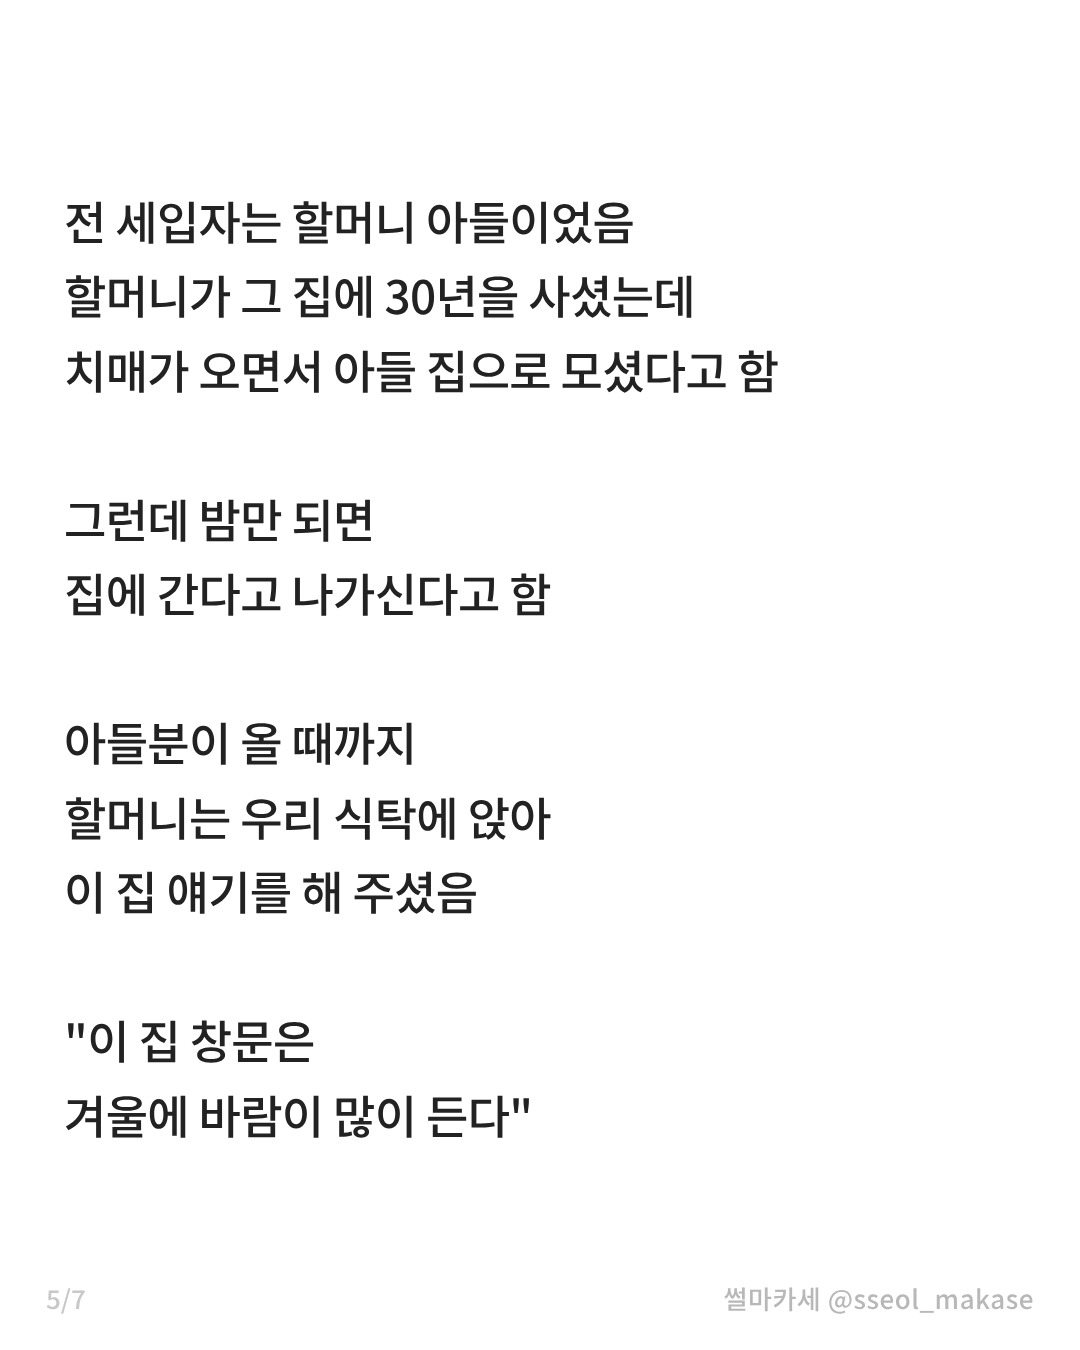 전 세입자는 할머니 아들이었음
할머니가 그 집에 30년을 사셨는데
치매가 오면서 아들 집으로 모셨다고 함
그런데 밤만 되면
집에 간다고 나가신다고 함
아들분이 올 때까지
할머니는 우리 식탁에 앉아
이 집 얘기를 해 주셨음
"이 집 창문은
겨울에 바람이 많이 든다"
5/7
썰마카세 @sseol_makase